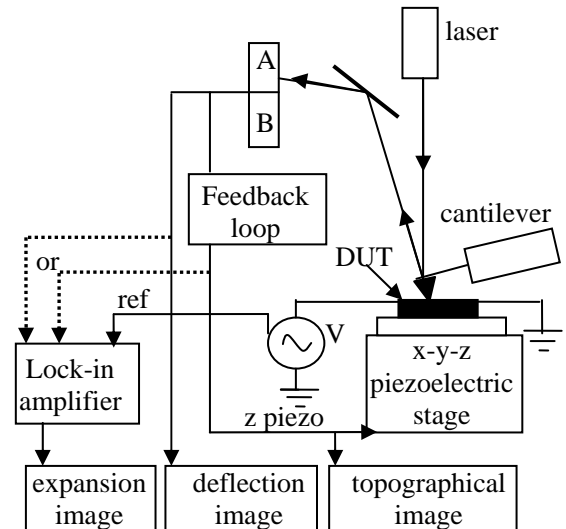 laser
A
B
Feedback
loop
cantilever
DUT
or
ref
V
Lock-in
amplifier
x-y-z
piezoelectric
stage
z piezo
expansion
image
deflection
image
topographical
image